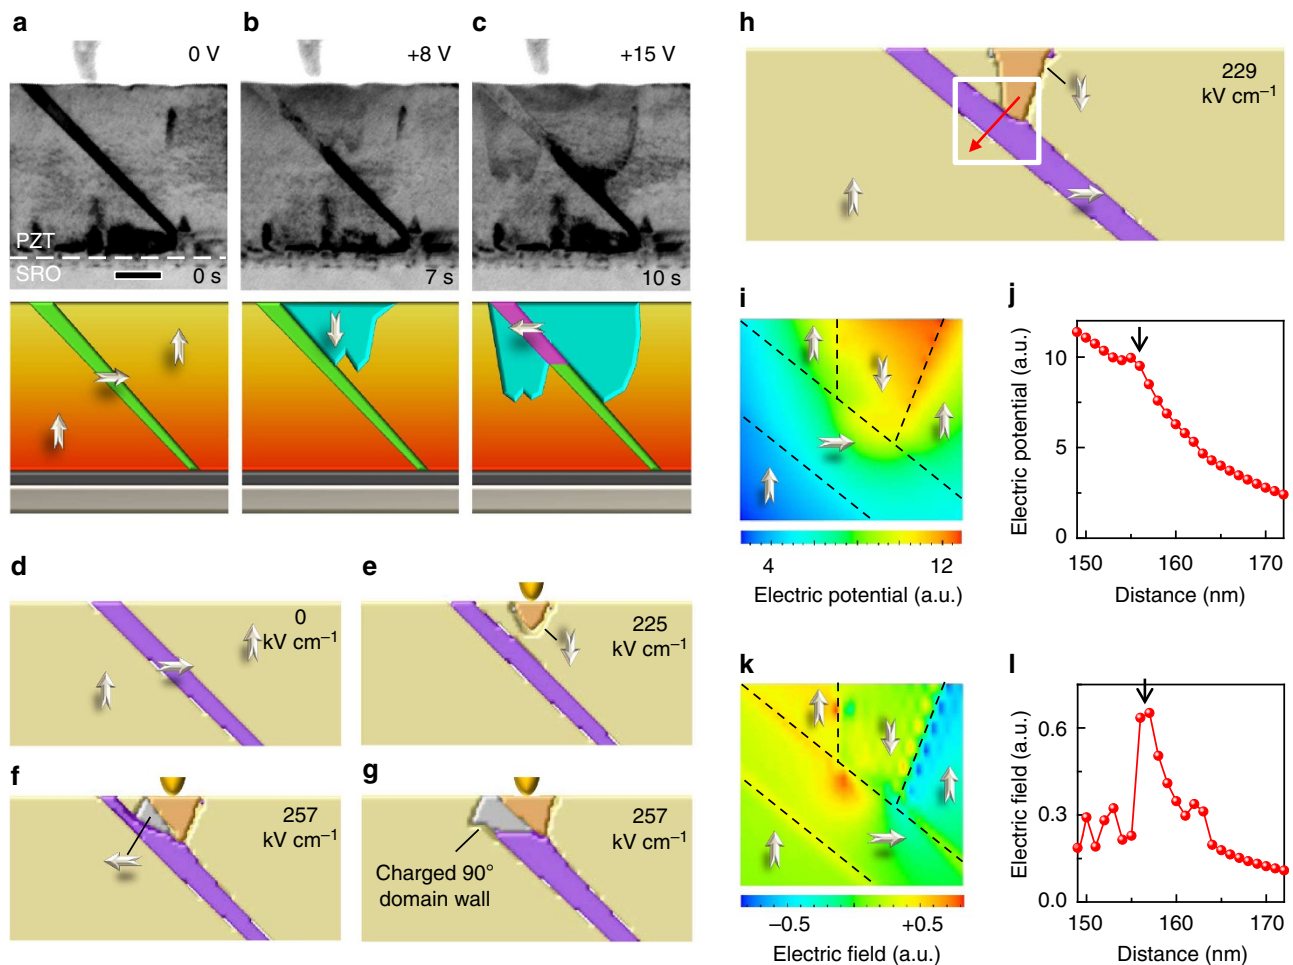 a
0 V
PZT
SRO
0 s
b
+8 V
7 s
c
+15 V
10 s
d
0
kV cm⁻¹
e
225
kV cm⁻¹
f
257
kV cm⁻¹
g
257
kV cm⁻¹
Charged 90°
domain wall
h
229
kV cm⁻¹
i
4
12
Electric potential (a.u.)
j
Electric potential (a.u.)
10
5
0
150
160
170
Distance (nm)
k
–0.5
+0.5
Electric field (a.u.)
l
Electric field (a.u.)
0.6
0.3
0.0
150
160
170
Distance (nm)